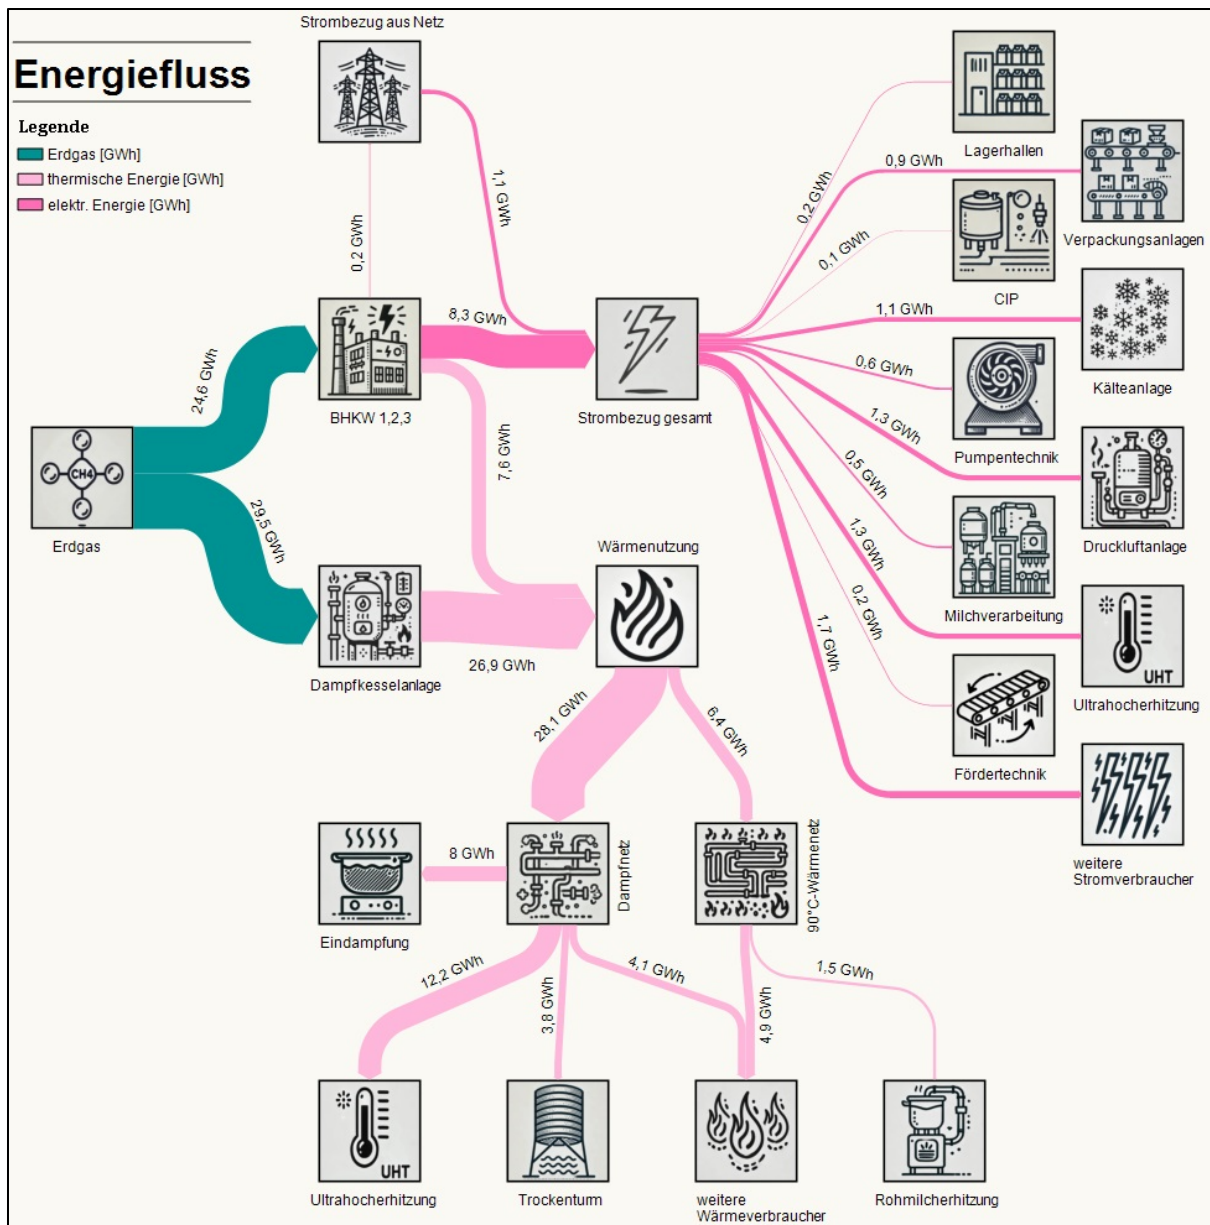 Strombezug aus Netz
Energiefluss
Legende
Erdgas [GWh]
thermische Energie [GWh]
elektr. Energie [GWh]
1,1 GWh
0,2 GWh
24,6 GWh
8,3 GWh
BHKW 1,2,3
Strombezug gesamt
CH4
Erdgas
29,5 GWh
7,6 GWh
Wärmenutzung
26,9 GWh
Dampfkesselanlage
0,2 GWh
Lagerhallen
0,9 GWh
Verpackungsanlagen
0,1 GWh
CIP
1,1 GWh
Kälteanlage
0,6 GWh
Pumpentechnik
1,3 GWh
Druckluftanlage
0,5 GWh
Milchverarbeitung
1,3 GWh
UHT
Ultrahocherhitzung
0,2 GWh
Fördertechnik
1,7 GWh
weitere
Stromverbraucher
28,1 GWh
6,4 GWh
8 GWh
Eindampfung
Dampfnetz
90°C-Wärmenetz
12,2 GWh
3,8 GWh
4,1 GWh
4,9 GWh
1,5 GWh
UHT
Ultrahocherhitzung
Trockenturm
weitere
Wärmeverbraucher
Rohmilcherhitzung